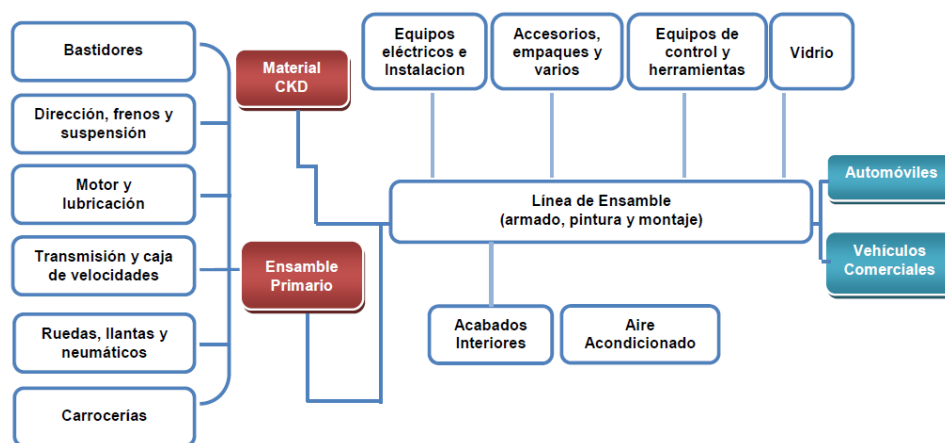 Bastidores
Dirección, frenos y
suspensión
Motor y
lubricación
Transmisión y caja
de velocidades
Ruedas, llantas y
neumáticos
Carrocerías
Material
CKD
Ensamble
Primario
Equipos
eléctricos e
Instalacion
Accesorios,
empaques y
varios
Equipos de
control y
herramientas
Vidrio
Línea de Ensamble
(armado, pintura y montaje)
Acabados
Interiores
Aire
Acondicionado
Automóviles
Vehículos
Comerciales